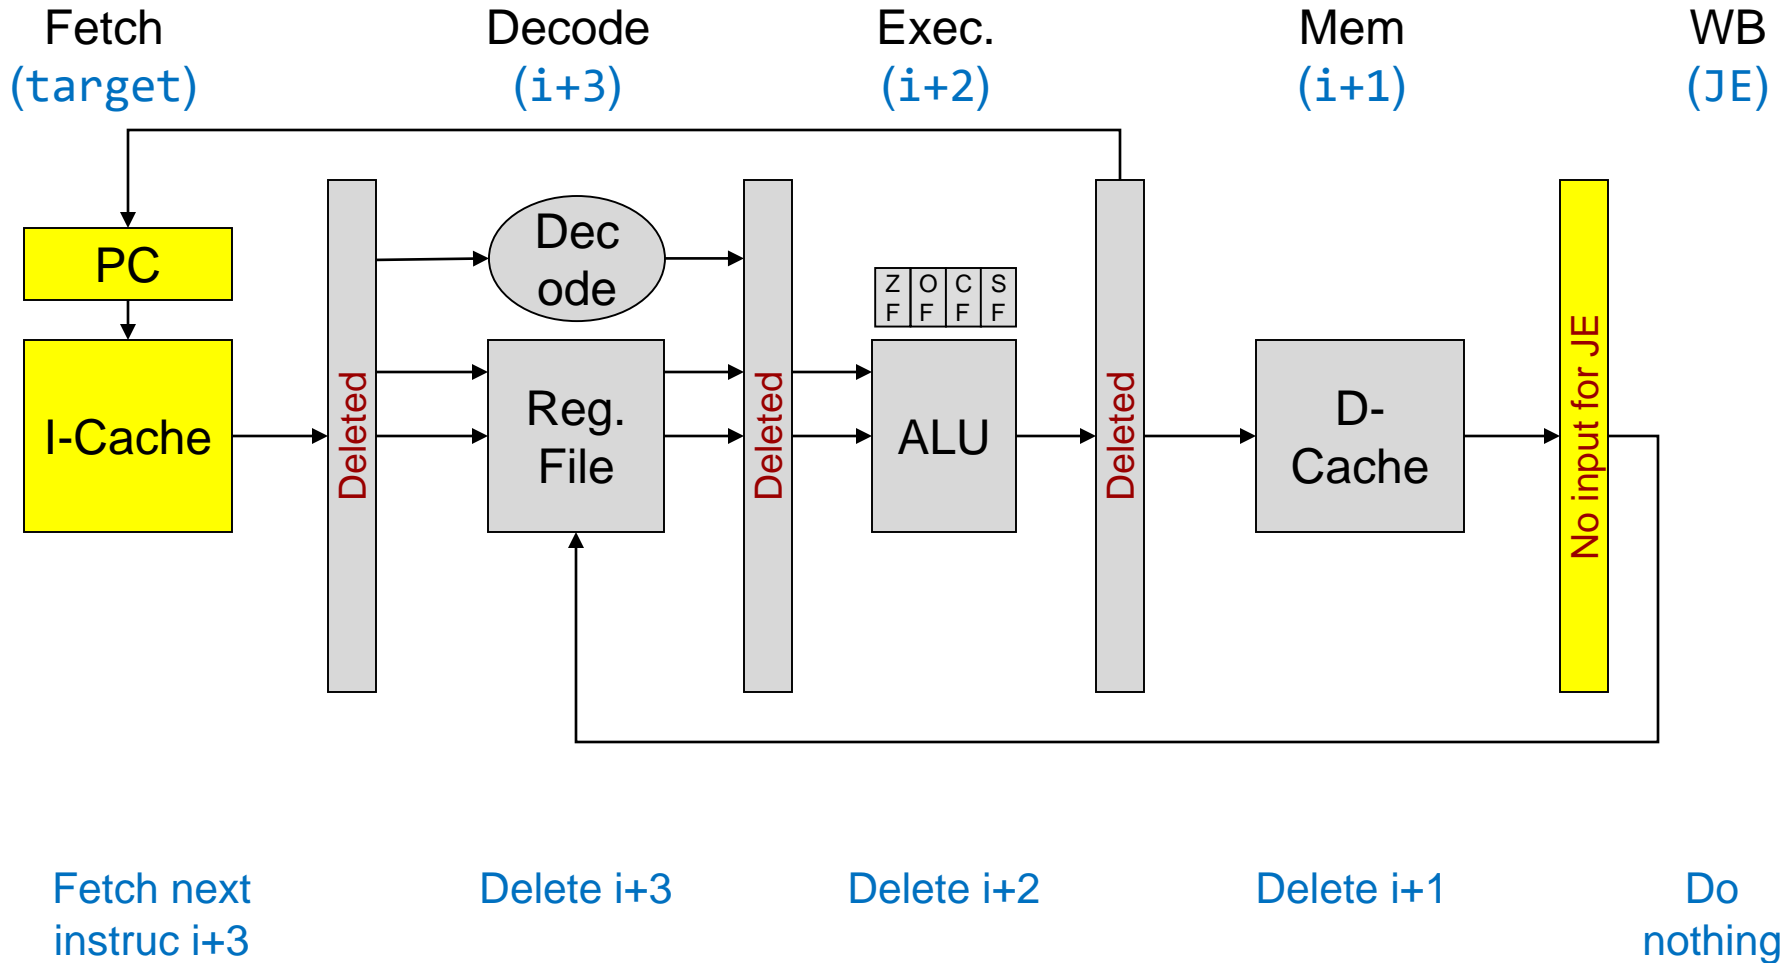 Fetch
(target)
Decode
(i+3)
Exec.
(i+2)
Mem
(i+1)
WB
(JE)
PC
I-Cache
Deleted
Dec
ode
Reg.
File
Deleted
Z O C S
F F F F
ALU
Deleted
D-
Cache
No input for JE
Fetch next
instruc i+3
Delete i+3
Delete i+2
Delete i+1
Do
nothing